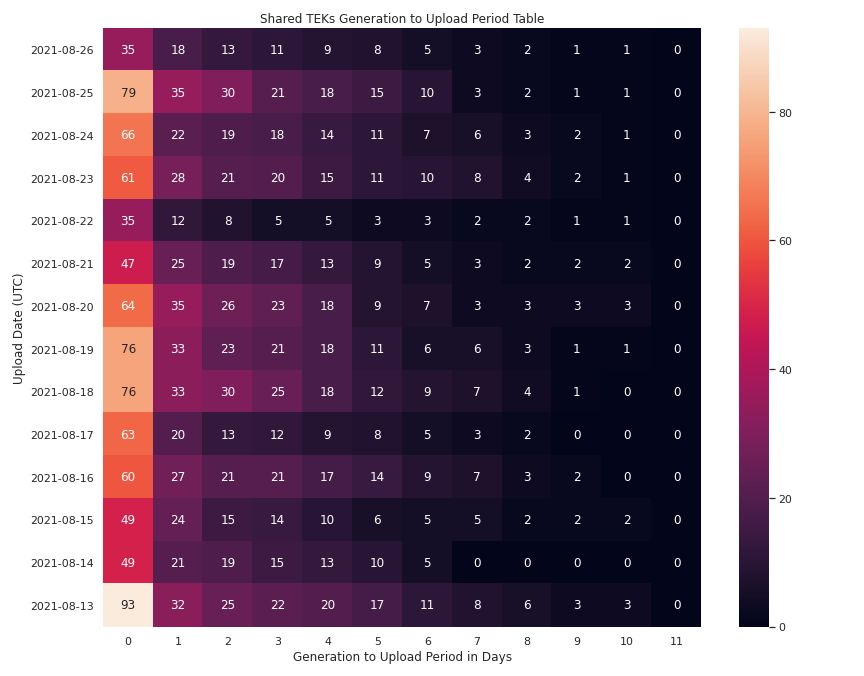 Shared TEKs Generation to Upload Period Table
Upload Date (UTC)
2021-08-26 35 18 13 11 9 8 5 3 2 1 1 0
2021-08-25 79 35 30 21 18 15 10 3 2 1 1 0
2021-08-24 66 22 19 18 14 11 7 6 3 2 1 0
2021-08-23 61 28 21 20 15 11 10 8 4 2 1 0
2021-08-22 35 12 8 5 5 3 3 2 2 1 1 0
2021-08-21 47 25 19 17 13 9 5 3 2 2 2 0
2021-08-20 64 35 26 23 18 9 7 3 3 3 3 0
2021-08-19 76 33 23 21 18 11 6 6 3 1 1 0
2021-08-18 76 33 30 25 18 12 9 7 4 1 0 0
2021-08-17 63 20 13 12 9 8 5 3 2 0 0 0
2021-08-16 60 27 21 21 17 14 9 7 3 2 0 0
2021-08-15 49 24 15 14 10 6 5 5 2 2 2 0
2021-08-14 49 21 19 15 13 10 5 0 0 0 0 0
2021-08-13 93 32 25 22 20 17 11 8 6 3 3 0
0 1 2 3 4 5 6 7 8 9 10 11
Generation to Upload Period in Days
80
60
40
20
0